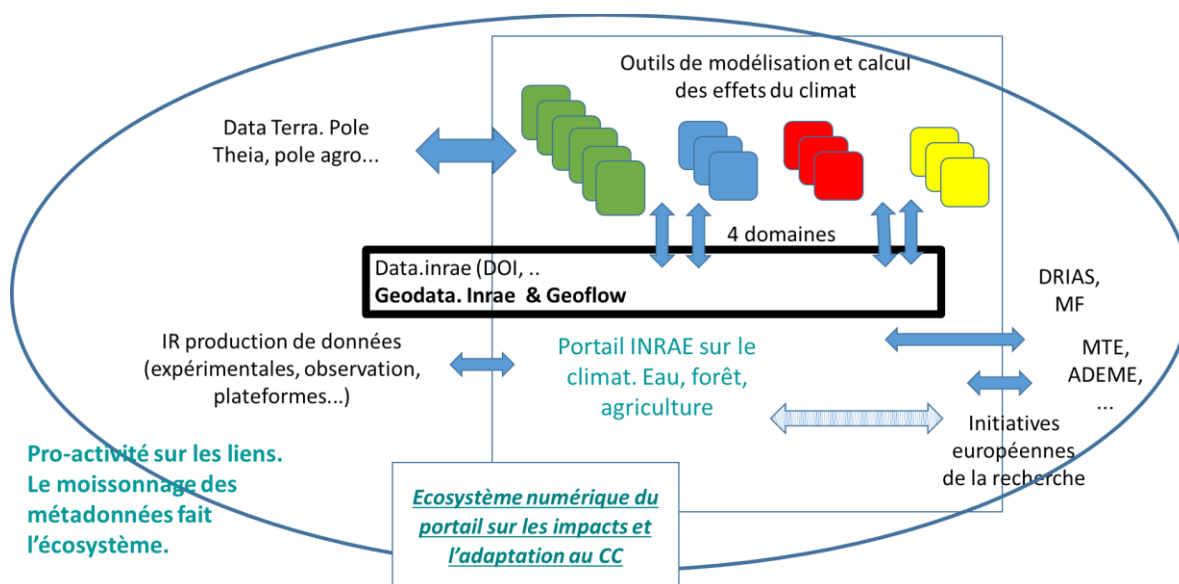 Outils de modélisation et calcul
des effets du climat
Data Terra. Pole
Theia, pole agro...
4 domaines
Data.inrae (DOI, ..
Geodata. Inrae & Geoflow
DRIAS,
MF
IR production de données
(expérimentales, observation,
plateformes...)
Portail INRAE sur le
climat. Eau, forêt,
agriculture
MTE,
ADEME,
...
Initiatives
européennes
de la recherche
Pro-activité sur les liens.
Le moissonnage des
métadonnées fait
l'écosystème.
Ecosystème numérique du
portail sur les impacts et
l'adaptation au CC